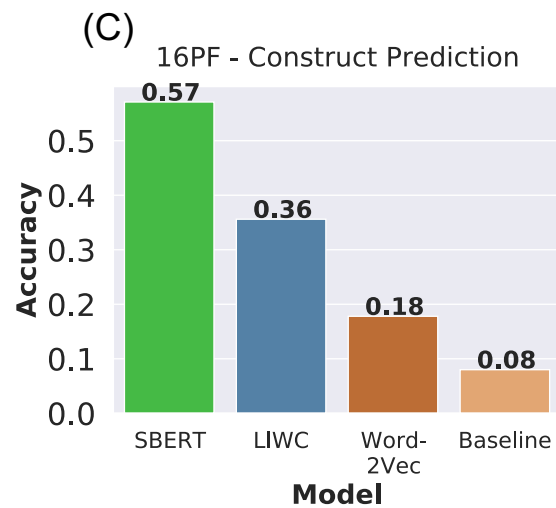 (C)
16PF - Construct Prediction
0.57
0.36
0.18
0.08
Accuracy
0.5
0.4
0.3
0.2
0.1
0.0
SBERT
LIWC
Word-
2Vec
Baseline
Model